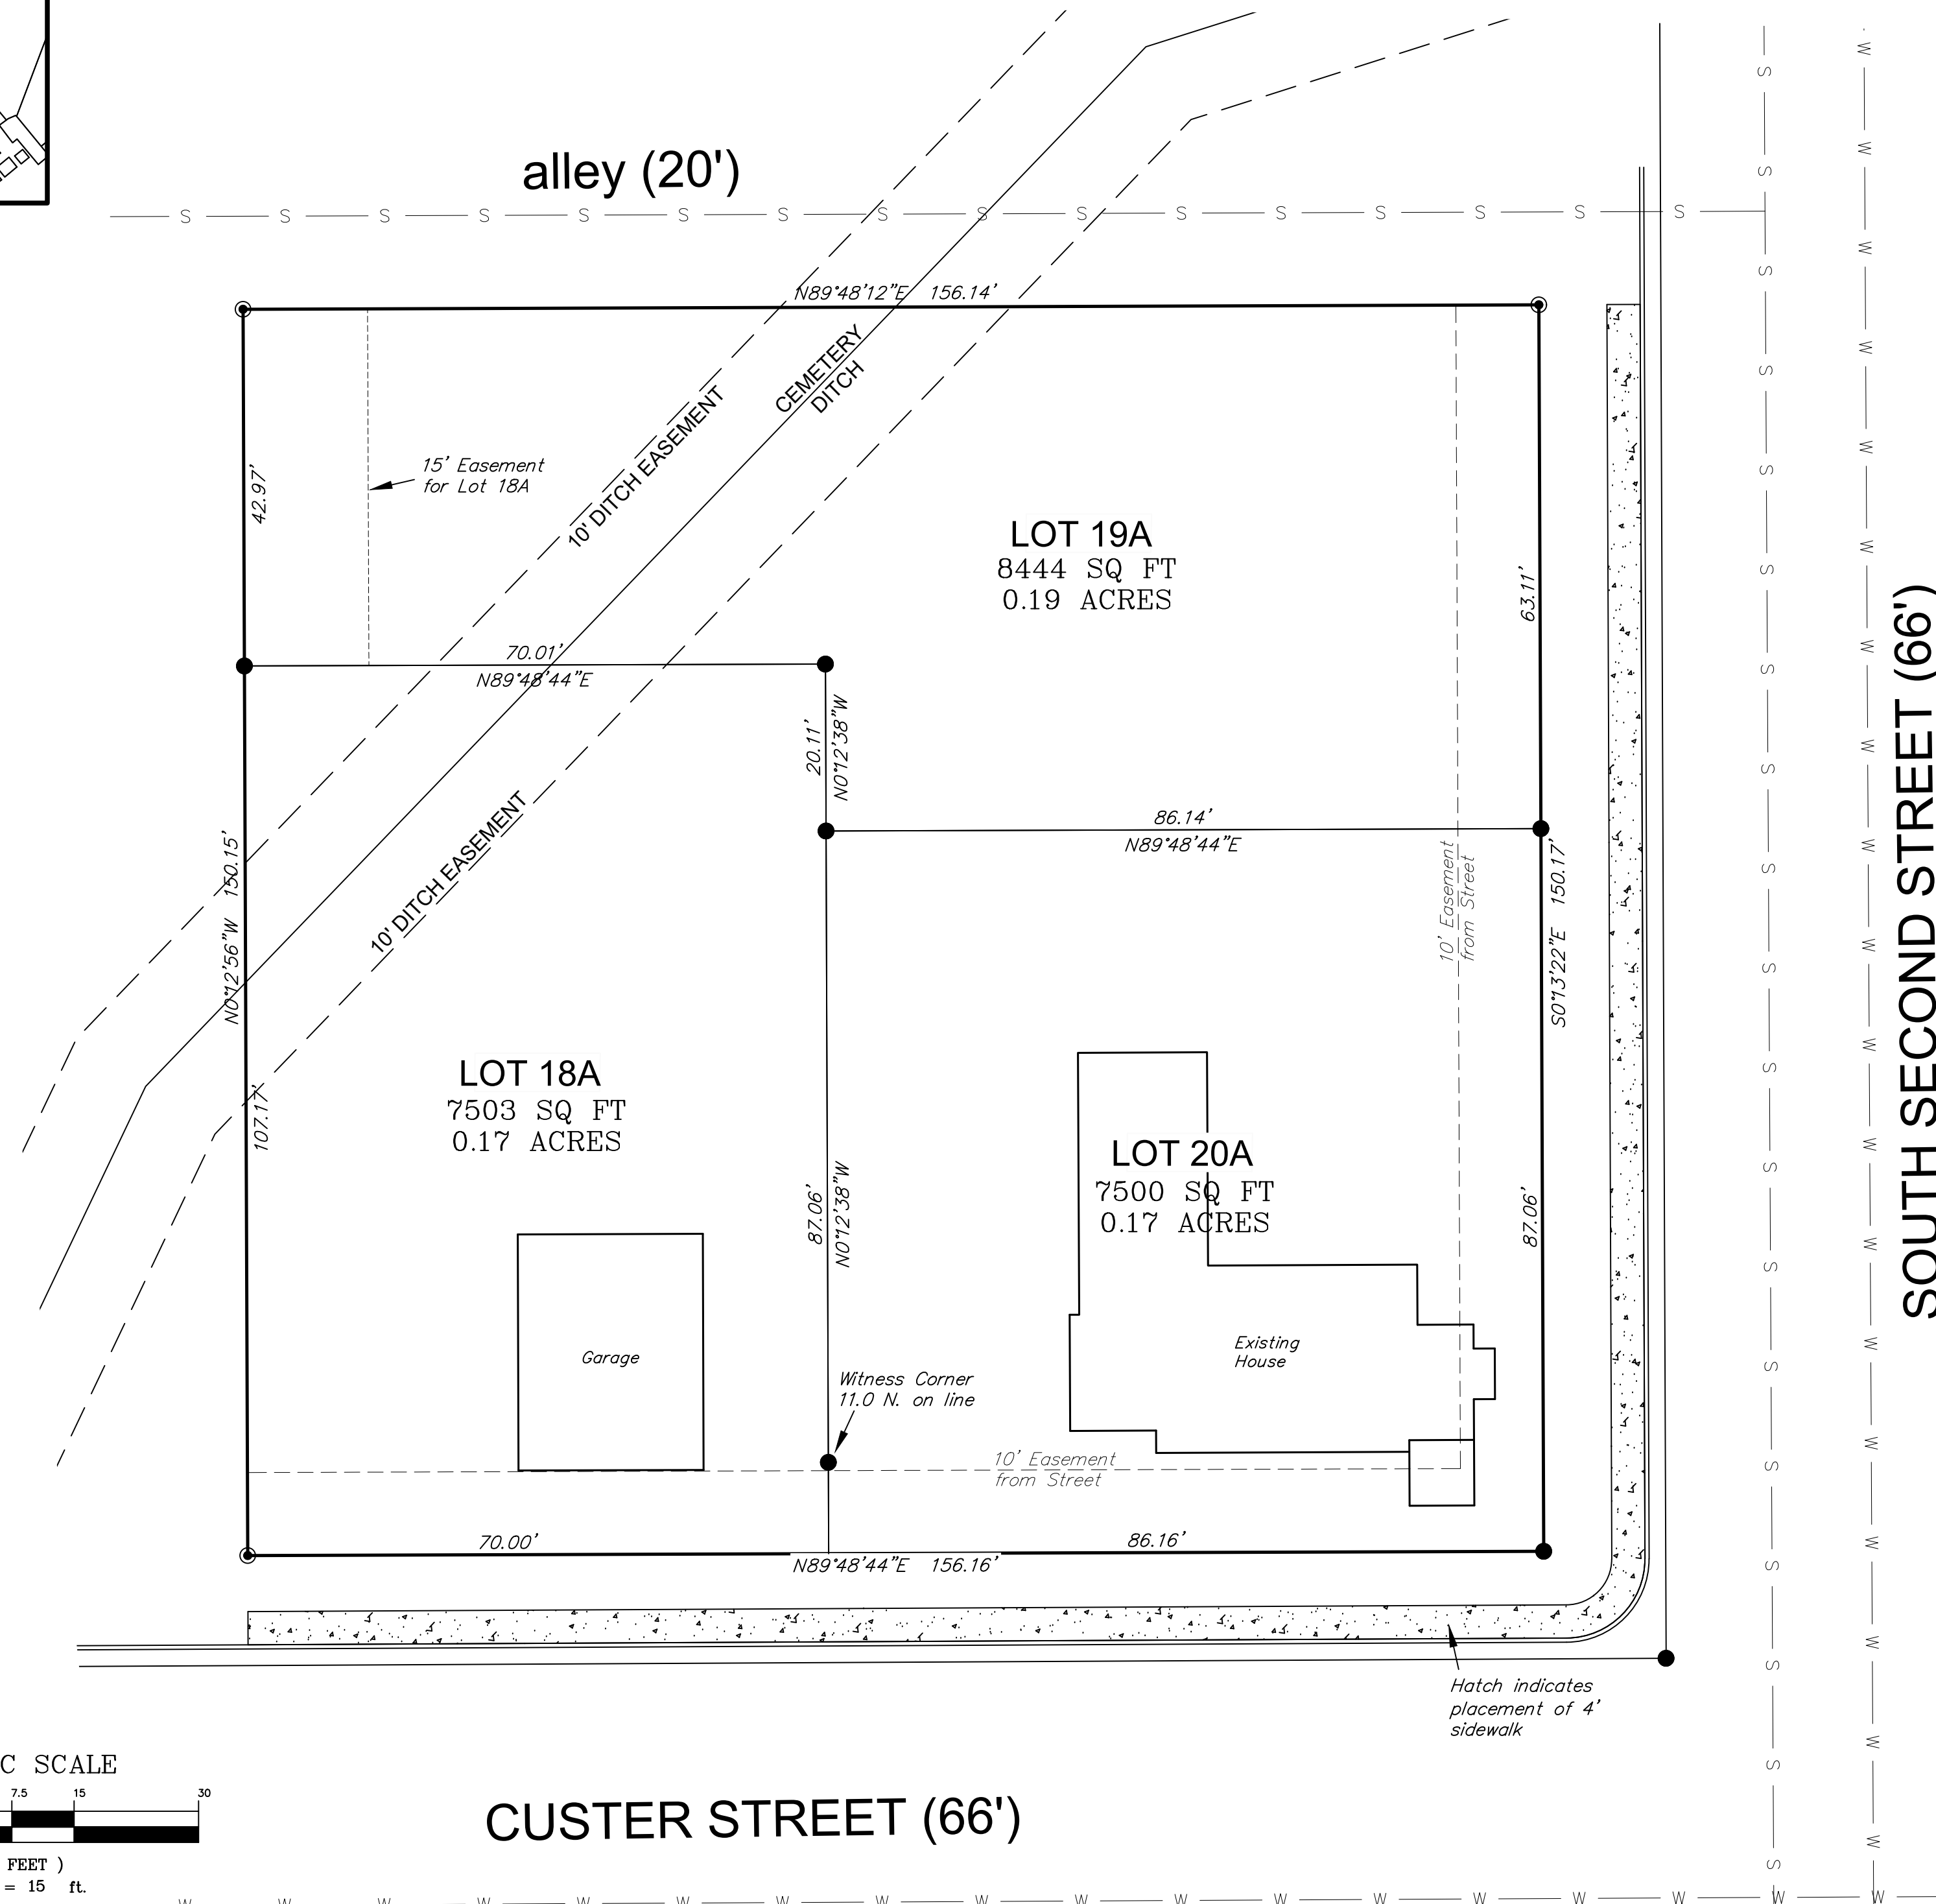 alley (20')
S S S S S S S S S S S S S S S S
N89°48'12"E 156.14'
CEMETERY
DITCH
10' DITCH EASEMENT
15' Easement
for Lot 18A
42.97'
LOT 19A
8444 SQ FT
0.19 ACRES
63.11'
70.01'
N89°48'44"E
20.11'
N0°12'38"W
86.14'
N89°48'44"E
10' DITCH EASEMENT
N0°12'56"W 150.15'
10' Easement
from Street
S0°13'22"E 150.17'
SOUTH SECOND STREET (66')
LOT 18A
7503 SQ FT
0.17 ACRES
107.17'
LOT 20A
7500 SQ FT
0.17 ACRES
87.06'
N0°12'38"W
87.06'
Garage
Existing
House
Witness Corner
11.0 N. on line
10' Easement
from Street
70.00'
86.16'
N89°48'44"E 156.16'
Hatch indicates
placement of 4'
sidewalk
C SCALE
7.5 15 30
FEET )
= 15 ft.
CUSTER STREET (66')
W W W W W W W W W W W W W W W W W W